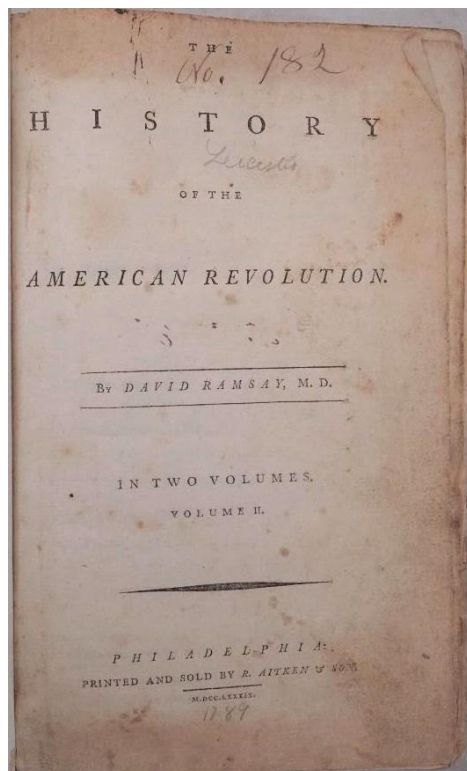 THE
No. 182
HISTORY
Leicester
OF THE
AMERICAN REVOLUTION.
BY DAVID RAMSAY, M. D.
IN TWO VOLUMES.
VOLUME II.
PHILADELPHIA:
PRINTED AND SOLD BY R. AITKEN & SON.
M.DCC.LXXXIX.
1789